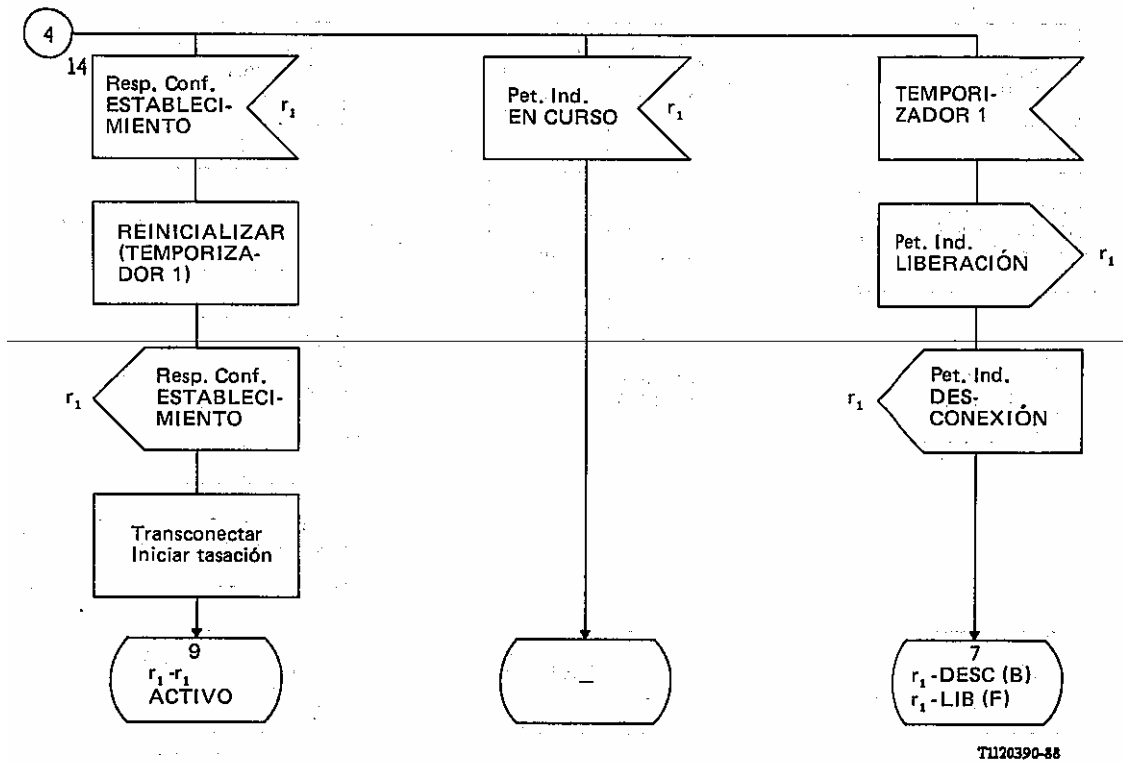 4
14
Resp. Conf.
ESTABLECI-
MIENTO
r₁
Pet. Ind.
EN CURSO
r₁
TEMPORI-
ZADOR 1
REINICIALIZAR
(TEMPORIZA-
DOR 1)
Pet. Ind.
LIBERACIÓN
r₁
r₁
Resp. Conf.
ESTABLECI-
MIENTO
r₁
Pet. Ind.
DES-
CONEXIÓN
Transconectar
Iniciar tasación
9
r₁-r₁
ACTIVO
–
7
r₁-DESC (B)
r₁-LIB (F)
T1120390-88